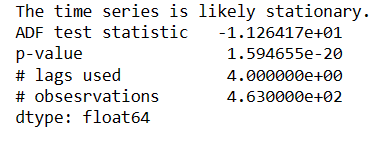 The time series is likely stationary.
ADF test statistic -1.126417e+01
p-value 1.594655e-20
# lags used 4.000000e+00
# obsesrvations 4.630000e+02
dtype: float64